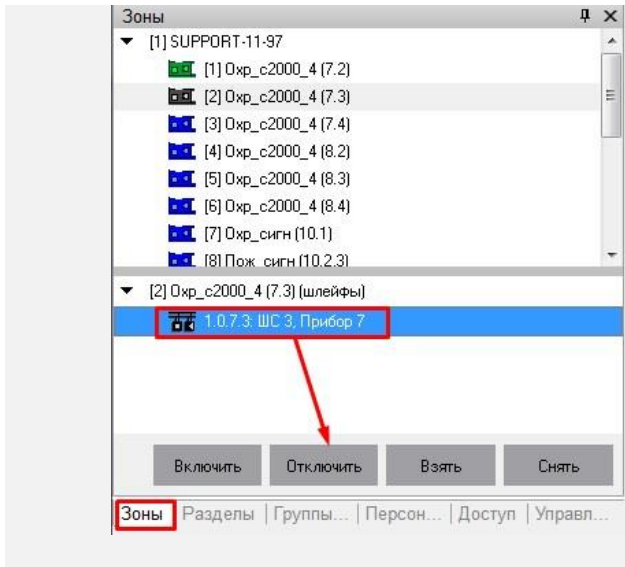 Зоны
[1] SUPPORT-11-97
[1] Охр_с2000_4 (7.2)
[2] Охр_с2000_4 (7.3)
[3] Охр_с2000_4 (7.4)
[4] Охр_с2000_4 (8.2)
[5] Охр_с2000_4 (8.3)
[6] Охр_с2000_4 (8.4)
[7] Охр_сигн (10.1)
[8] Пож_сигн (10.2,3)
[2] Охр_с2000_4 (7.3) (шлейфы)
1.0.7.3: ШС 3, Прибор 7
Включить Отключить Взять Снять
Зоны Разделы Группы... Персон... Доступ Управл...